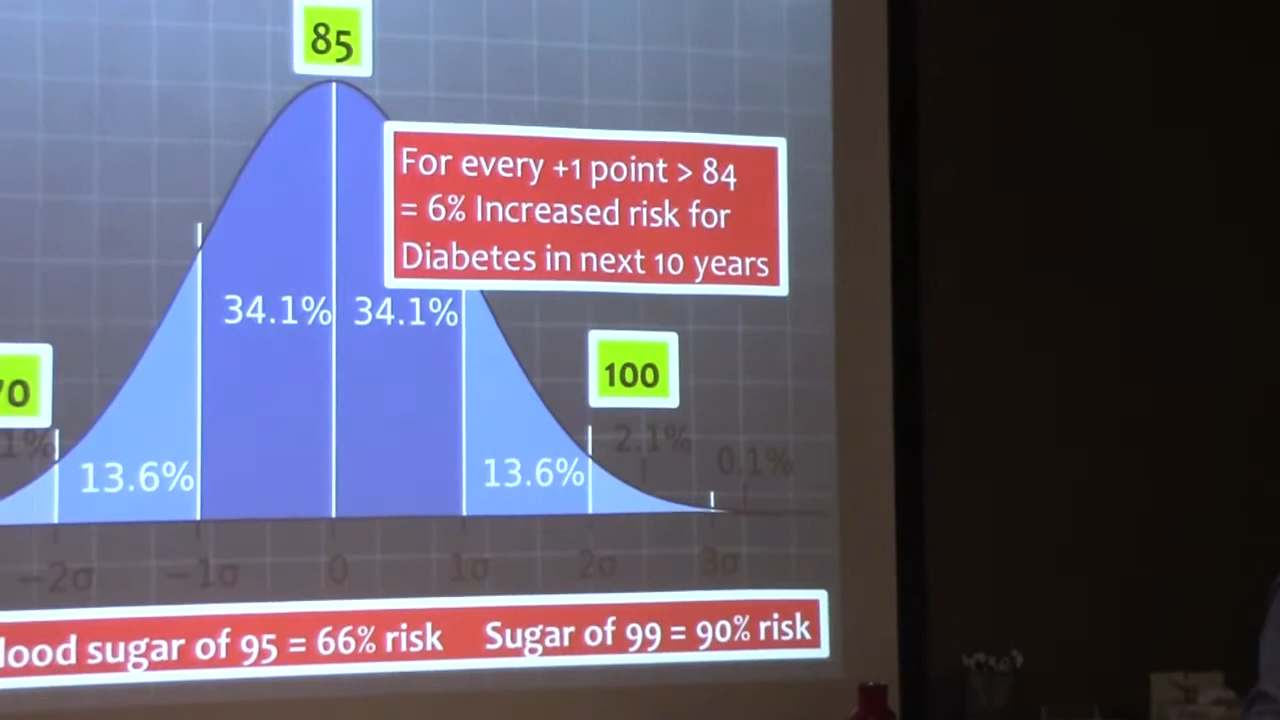 85
For every +1 point > 84
= 6% Increased risk for
Diabetes in next 10 years
34.1% 34.1%
100
2.1%
0.1%
13.6% 13.6%
−2σ −1σ 0 1σ 2σ 3σ
sugar of 95 = 66% risk Sugar of 99 = 90% risk